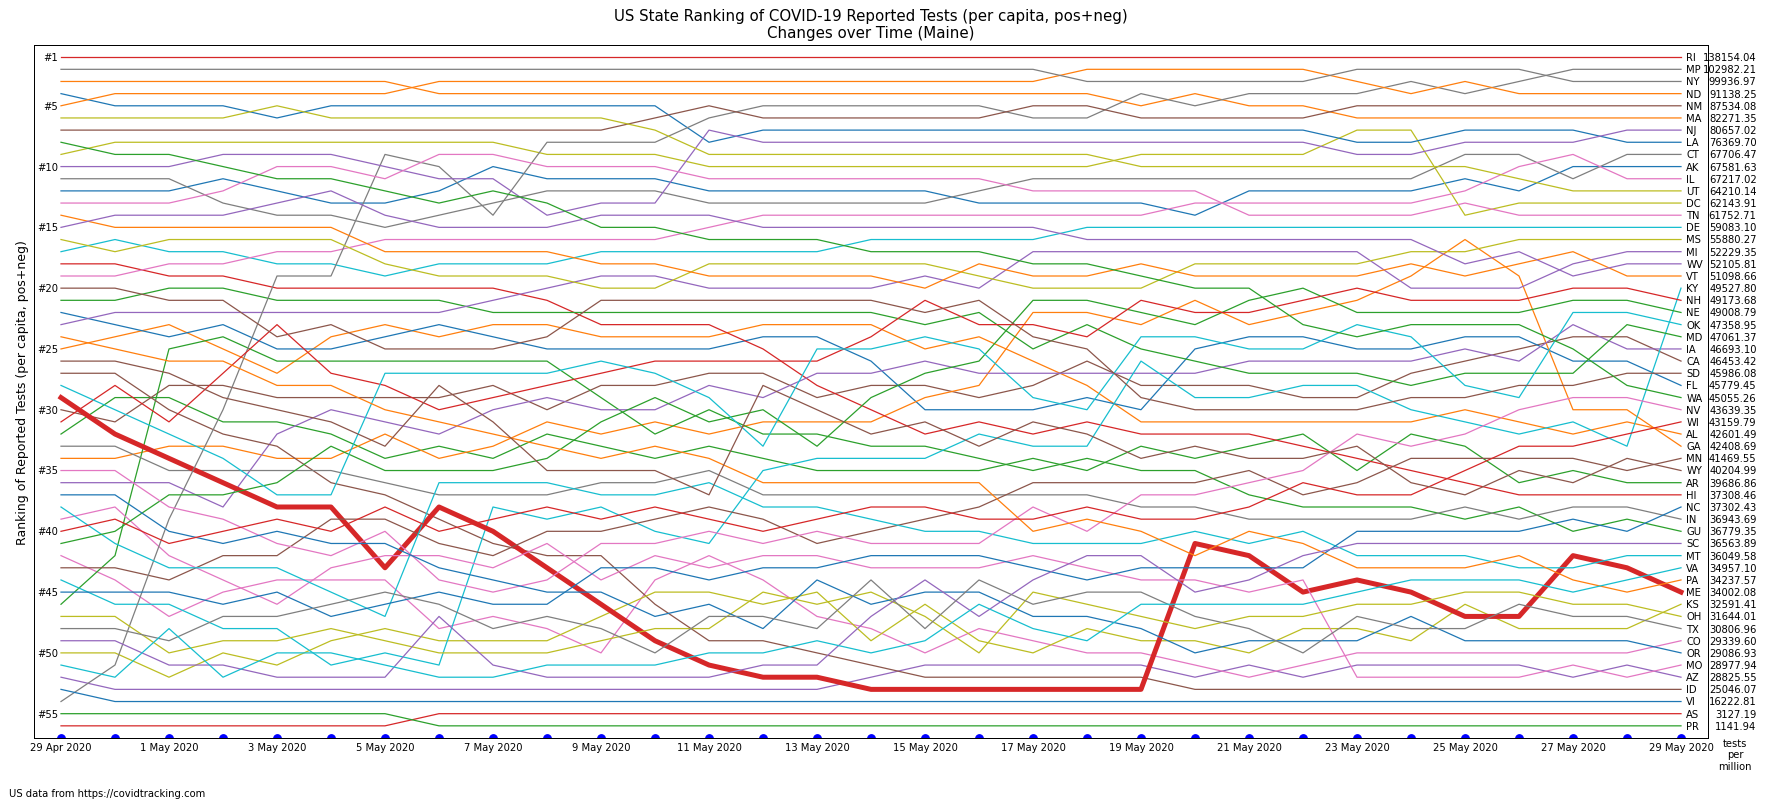 US State Ranking of COVID-19 Reported Tests (per capita, pos+neg)
Changes over Time (Maine)
Ranking of Reported Tests (per capita, pos+neg)
#1
#5
#10
#15
#20
#25
#30
#35
#40
#45
#50
#55
RI 138154.04
MP 102982.21
NY 99936.97
ND 91138.25
NM 87534.08
MA 82271.35
NJ 80657.02
LA 76369.70
CT 67706.47
AK 67581.63
IL 67217.02
UT 64210.14
DC 62143.91
TN 61752.71
DE 59083.10
MS 55880.27
MI 52229.35
WV 52105.81
VT 51098.66
KY 49527.80
NH 49173.68
NE 49008.79
OK 47358.95
MD 47061.37
IA 46693.10
CA 46453.42
SD 45986.08
FL 45779.45
WA 45055.26
NV 43639.35
WI 43159.79
AL 42601.49
GA 42408.69
MN 41469.55
WY 40204.99
AR 39686.86
HI 37308.46
NC 37302.43
IN 36943.69
GU 36779.35
SC 36563.89
MT 36049.58
VA 34957.10
PA 34237.57
ME 34002.08
KS 32591.41
OH 31644.01
TX 30806.96
CO 29339.60
OR 29086.93
MO 28977.94
AZ 28825.55
ID 25046.07
VI 16222.81
AS 3127.19
PR 1141.94
29 Apr 2020 1 May 2020 3 May 2020 5 May 2020 7 May 2020 9 May 2020 11 May 2020 13 May 2020 15 May 2020 17 May 2020 19 May 2020 21 May 2020 23 May 2020 25 May 2020 27 May 2020 29 May 2020
tests
per
million
US data from https://covidtracking.com